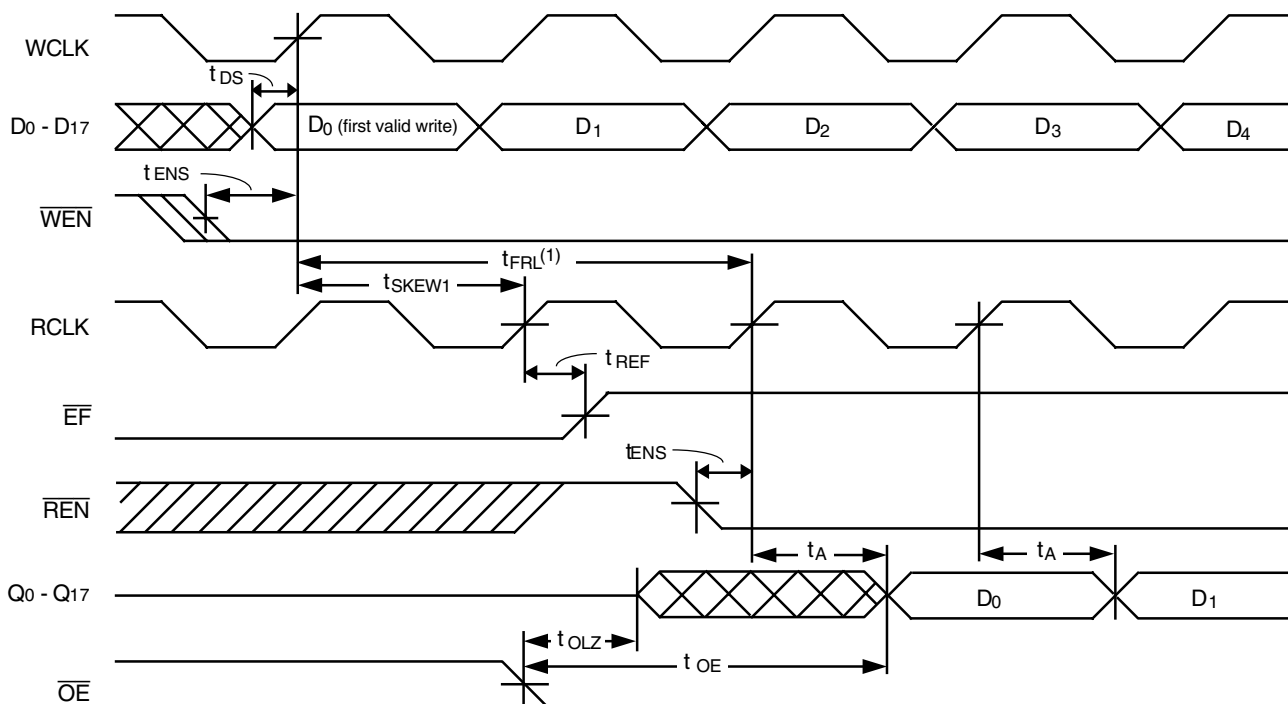 WCLK
tDS
D0 - D17
D0 (first valid write)
D1
D2
D3
D4
tENS
WEN
tFRL(1)
tSKEW1
RCLK
tREF
EF
tENS
REN
tA
tA
Q0 - Q17
D0
D1
tOLZ
tOE
OE